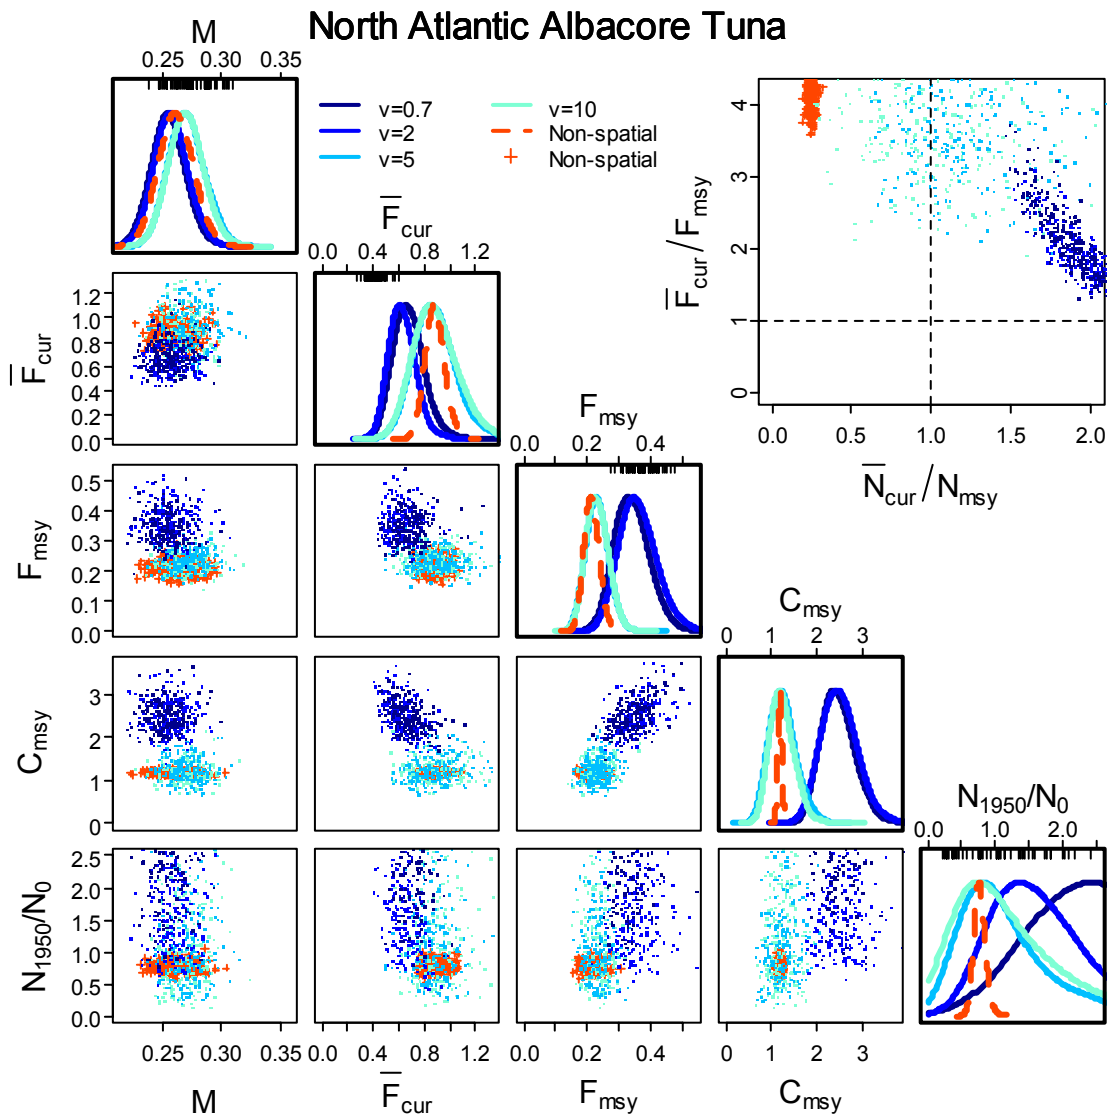 North Atlantic Albacore Tuna
M
0.25 0.30 0.35
v=0.7 v=10
v=2 Non-spatial
v=5 + Non-spatial
F̅cur / Fmsy
4
3
2
1
0
0.0 0.5 1.0 1.5 2.0
N̅cur / Nmsy
F̅cur
0.0 0.4 0.8 1.2
F̅cur
1.2
1.0
0.8
0.6
0.4
0.2
0.0
Fmsy
0.0 0.2 0.4
Fmsy
0.5
0.4
0.3
0.2
0.1
0.0
Cmsy
0 1 2 3
Cmsy
3
2
1
0
N1950/N0
0.0 1.0 2.0
N1950/N0
2.5
2.0
1.5
1.0
0.5
0.0
0.25 0.30 0.35 0.0 0.4 0.8 1.2 0.0 0.2 0.4 0 1 2 3
M F̅cur Fmsy Cmsy